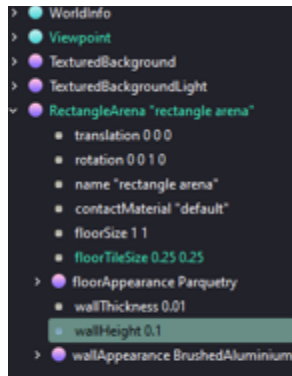 WorldInfo
Viewpoint
TexturedBackground
TexturedBackgroundLight
RectangleArena "rectangle arena"
translation 0 0 0
rotation 0 0 1 0
name "rectangle arena"
contactMaterial "default"
floorSize 1 1
floorTileSize 0.25 0.25
floorAppearance Parquetry
wallThickness 0.01
wallHeight 0.1
wallAppearance BrushedAluminium